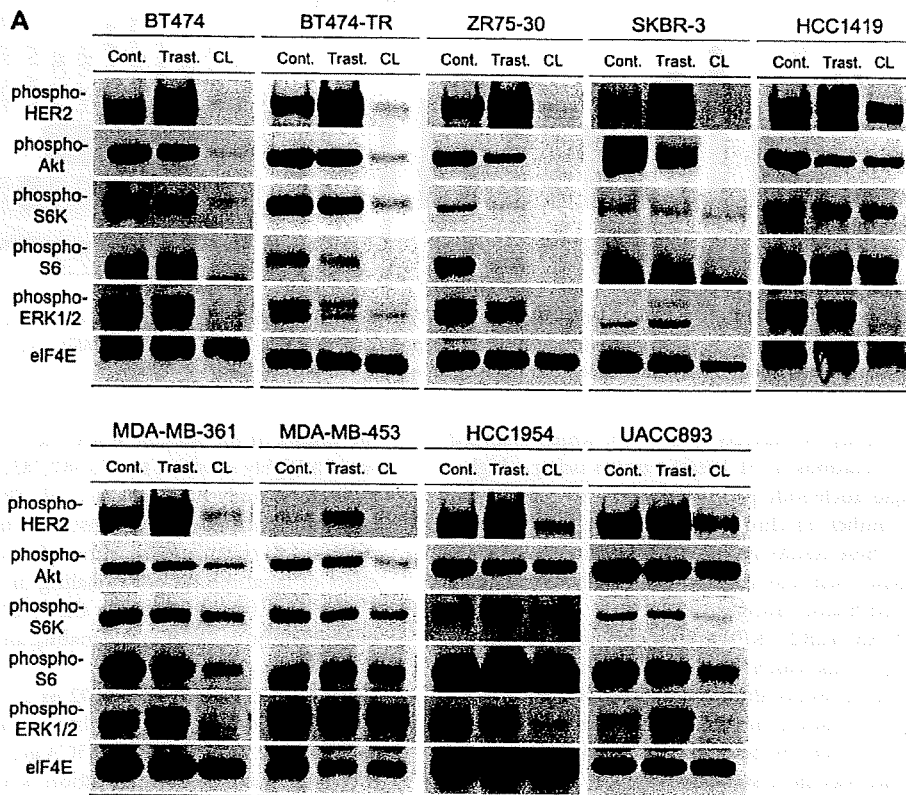 A
BT474 BT474-TR ZR75-30 SKBR-3 HCC1419
Cont. Trast. CL Cont. Trast. CL Cont. Trast. CL Cont. Trast. CL Cont. Trast. CL
phospho-
HER2
phospho-
Akt
phospho-
S6K
phospho-
S6
phospho-
ERK1/2
eIF4E
MDA-MB-361 MDA-MB-453 HCC1954 UACC893
Cont. Trast. CL Cont. Trast. CL Cont. Trast. CL Cont. Trast. CL
phospho-
HER2
phospho-
Akt
phospho-
S6K
phospho-
S6
phospho-
ERK1/2
eIF4E